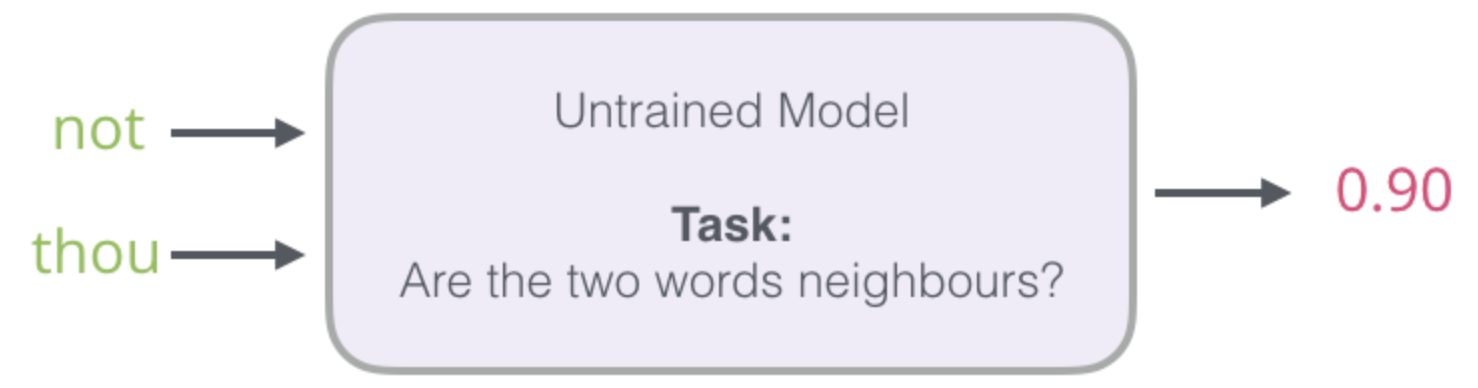 not
thou
Untrained Model
Task:
Are the two words neighbours?
0.90